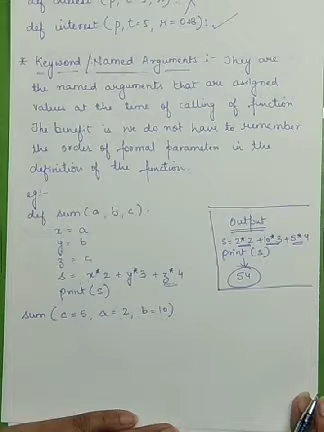 def interest (p, t=5, r=0.08): ✓
* Keyword / Named Arguments :- They are
the named arguments that are assigned
values at the time of calling of function
The benefit is we do not have to remember
the order of formal parameters in the
definition of the function.
eg:-
def sum (a, b, c).
x = a
y = b
z = c
s = x*2 + y*3 + z*4
print (s)
sum (c=5, a=2, b=10)
Output
s=2*2 + 10*3 + 5*4
print (s)
54